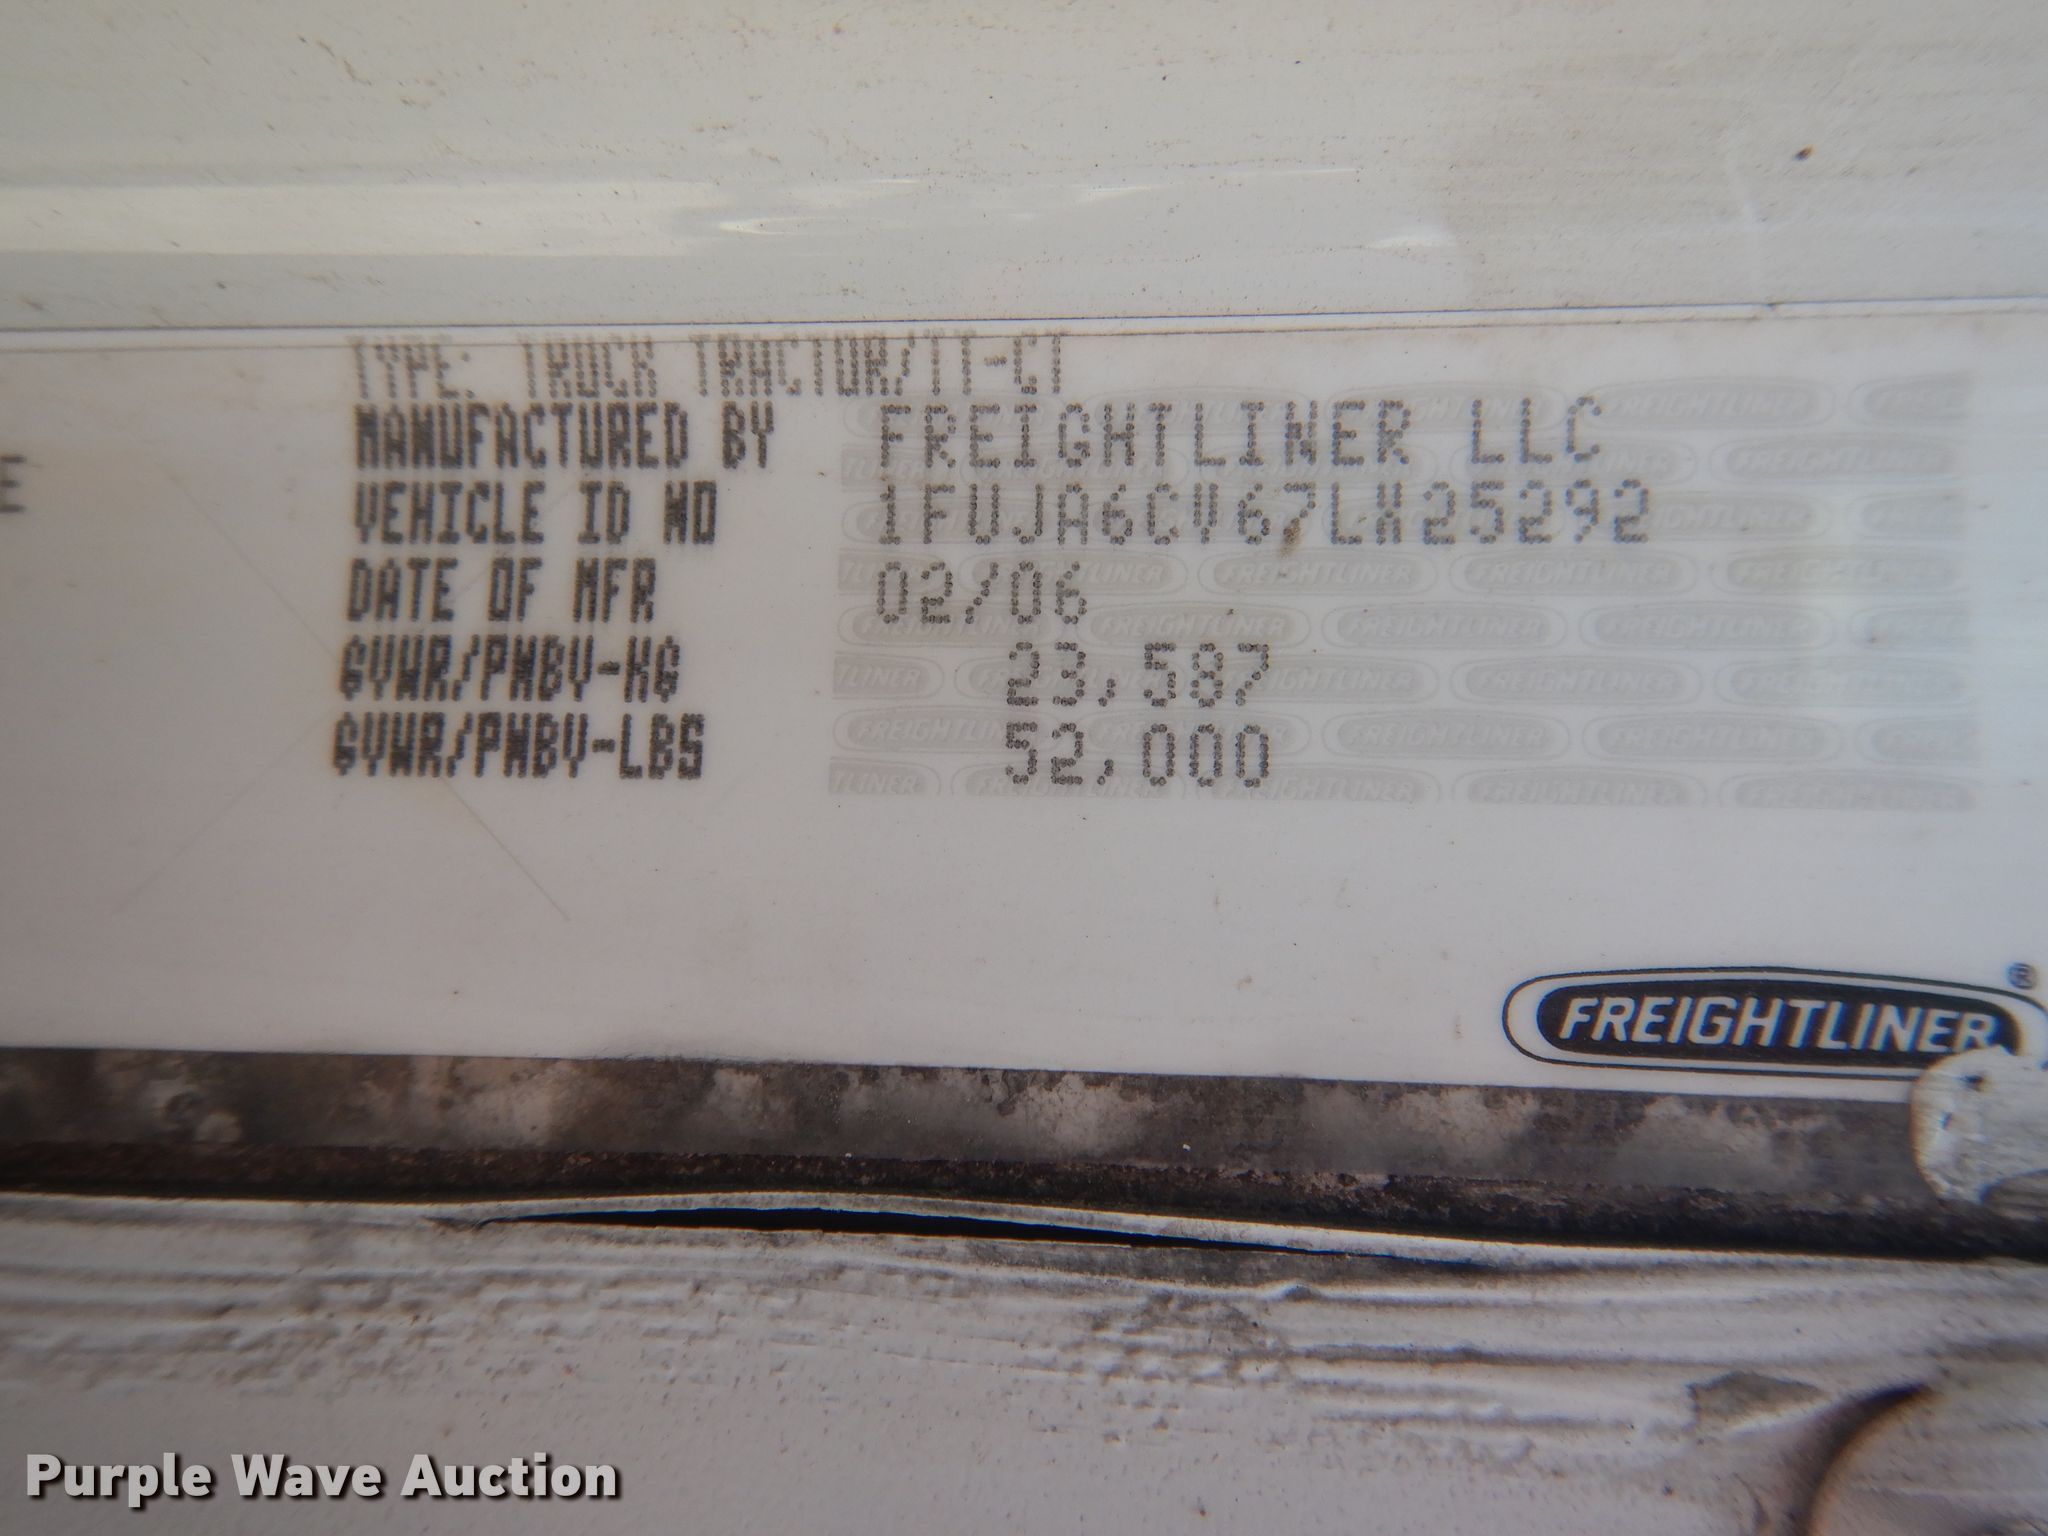 TYPE: TRUCK TRACTOR/TT-CT
MANUFACTURED BY FREIGHTLINER LLC
E
VEHICLE ID NO 1FUJA6CV67LX25292
DATE OF MFR 02/06
GVWR/PNBV-KG 23,587
GVWR/PNBV-LBS 52,000
FREIGHTLINER®
Purple Wave Auction